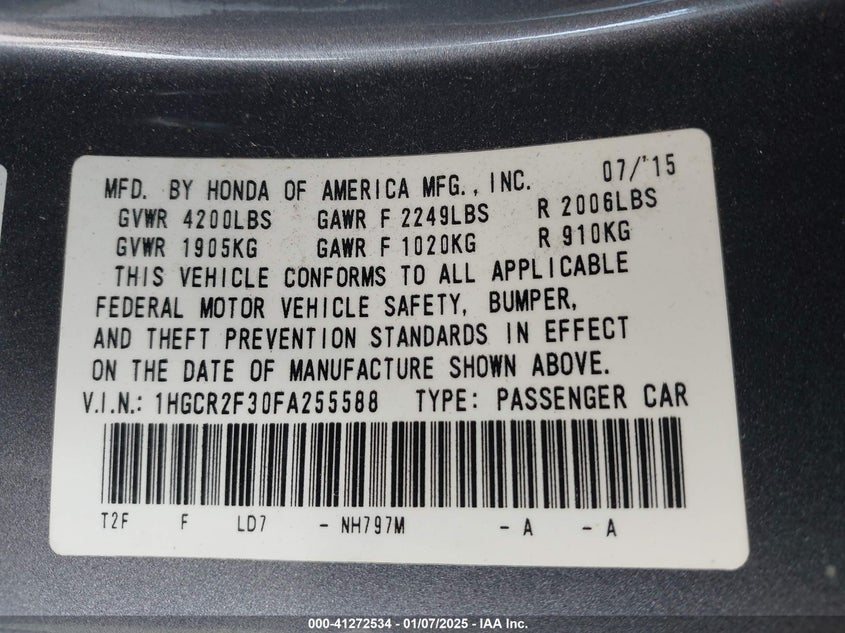 MFD. BY HONDA OF AMERICA MFG., INC. 07/'15
GVWR 4200LBS GAWR F 2249LBS R 2006LBS
GVWR 1905KG GAWR F 1020KG R 910KG
THIS VEHICLE CONFORMS TO ALL APPLICABLE
FEDERAL MOTOR VEHICLE SAFETY, BUMPER,
AND THEFT PREVENTION STANDARDS IN EFFECT
ON THE DATE OF MANUFACTURE SHOWN ABOVE.
V.I.N.: 1HGCR2F30FA255588 TYPE: PASSENGER CAR
T2F F LD7 - NH797M - A - A
000-41272534 - 01/07/2025 - IAA Inc.